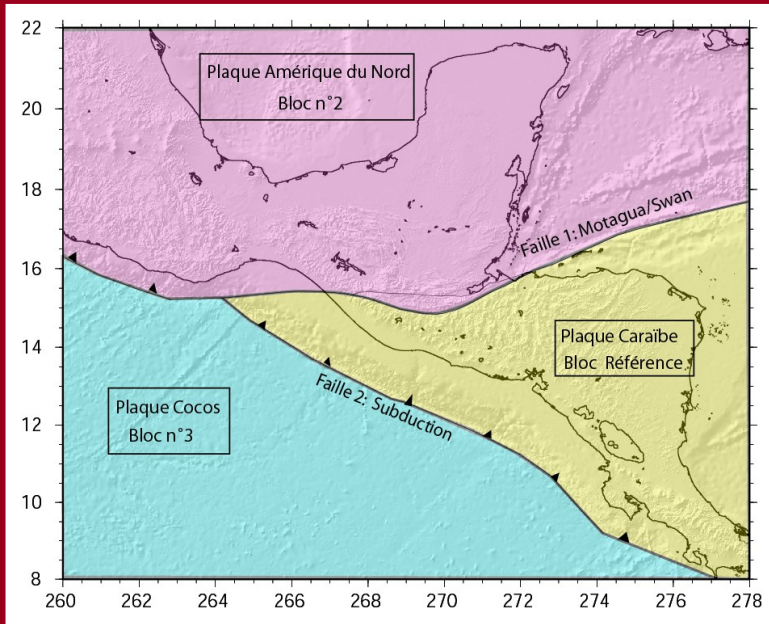 22
20
18
16
14
12
10
8
260
262
264
266
268
270
272
274
276
278
Plaque Amérique du Nord
Bloc n°2
Faille 1: Motagua/Swan
Plaque Caraïbe
Bloc Référence
Faille 2: Subduction
Plaque Cocos
Bloc n°3